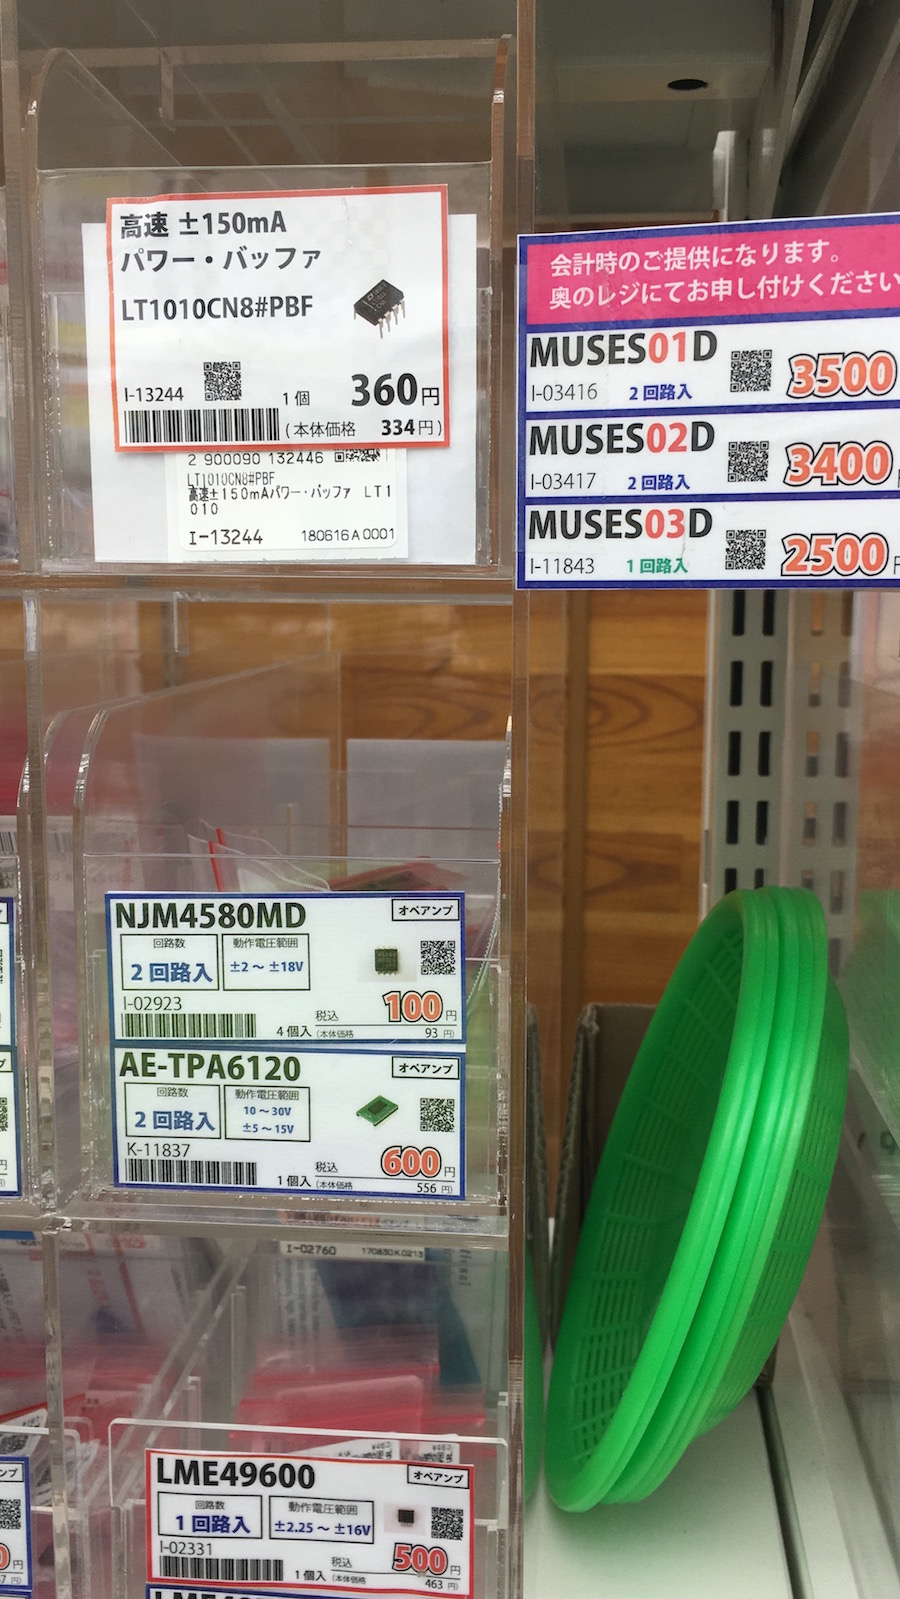 高速 ±150mA
パワー・バッファ
LT1010CN8#PBF
I-13244
1個 360円
(本体価格 334円)
2 900090 132446
LT1010CN8#PBF
高速±150mAパワー・バッファ LT1
010
I-13244 180616A0001
会計時のご提供になります。
奥のレジにてお申し付けください
MUSES01D
I-03416 2回路入 3500
MUSES02D
I-03417 2回路入 3400
MUSES03D
I-11843 1回路入 2500円
NJM4580MD オペアンプ
回路数 動作電圧範囲
2回路入 ±2～±18V
I-02923
税込 100円
4個入 (本体価格 93円)
AE-TPA6120 オペアンプ
回路数 動作電圧範囲
2回路入 10～30V
±5～15V
K-11837
税込 600円
1個入 (本体価格 556円)
I-02760 170830K0213
LME49600 オペアンプ
回路数 動作電圧範囲
1回路入 ±2.25～±16V
I-02331
税込 500円
1個入 (本体価格 463円)